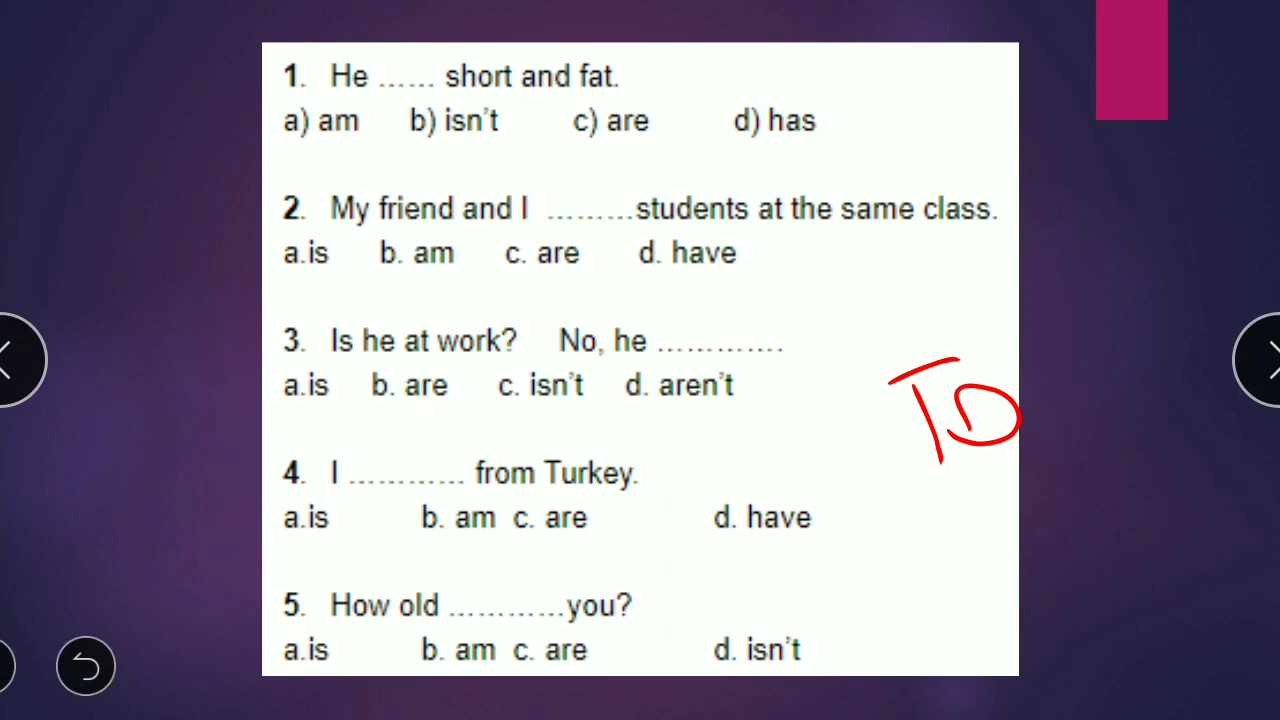 1. He ...... short and fat.
a) am b) isn't c) are d) has
2. My friend and I .........students at the same class.
a.is b. am c. are d. have
3. Is he at work? No, he .............
a.is b. are c. isn't d. aren't
4. I ............ from Turkey.
a.is b. am c. are d. have
5. How old ............you?
a.is b. am c. are d. isn't